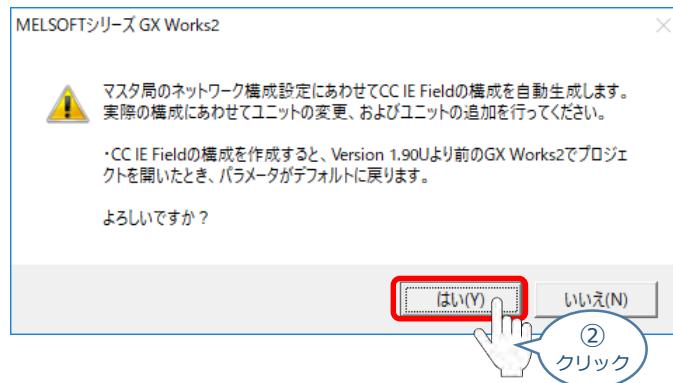 MELSOFTシリーズ GX Works2
マスタ局のネットワーク構成設定にあわせてCC IE Fieldの構成を自動生成します。
実際の構成にあわせてユニットの変更、およびユニットの追加を行ってください。
・CC IE Fieldの構成を作成すると、Version 1.90Uより前のGX Works2でプロジェ
クトを開いたとき、パラメータがデフォルトに戻ります。
よろしいですか？
はい(Y)
いいえ(N)
②
クリック